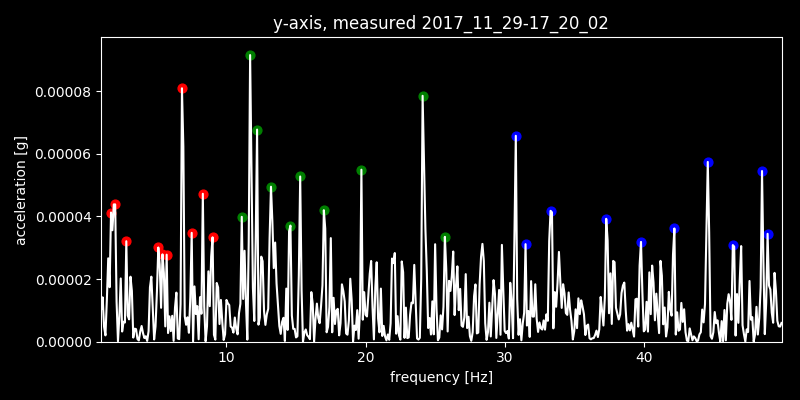 y-axis, measured 2017_11_29-17_20_02
acceleration [g]
0.00008
0.00006
0.00004
0.00002
0.00000
10 20 30 40
frequency [Hz]